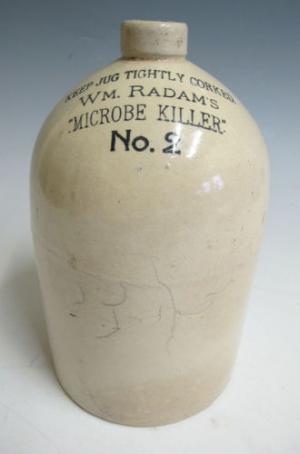 KEEP JUG TIGHTLY CORKED
WM. RADAM'S
"MICROBE KILLER"
No. 2